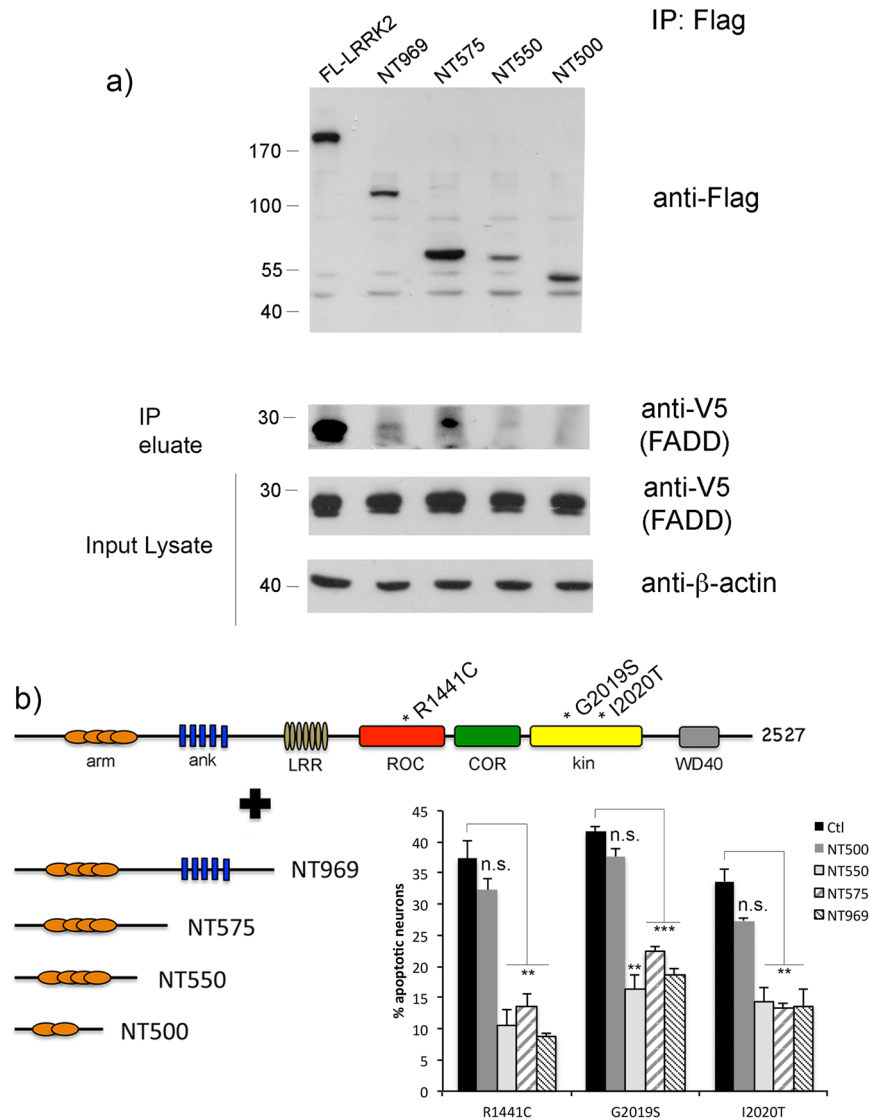 IP: Flag
a)
FL-LRRK2 NT969 NT575 NT550 NT500
170
100
55
40
anti-Flag
IP
eluate
30
anti-V5
(FADD)
Input Lysate
30
anti-V5
(FADD)
40
anti-β-actin
b)
* R1441C
* G2019S
* I2020T
2527
arm ank LRR ROC COR kin WD40
NT969
NT575
NT550
NT500
% apoptotic neurons
45
40
35
30
25
20
15
10
5
0
n.s.
**
n.s.
**
***
n.s.
**
R1441C G2019S I2020T
Ctl
NT500
NT550
NT575
NT969